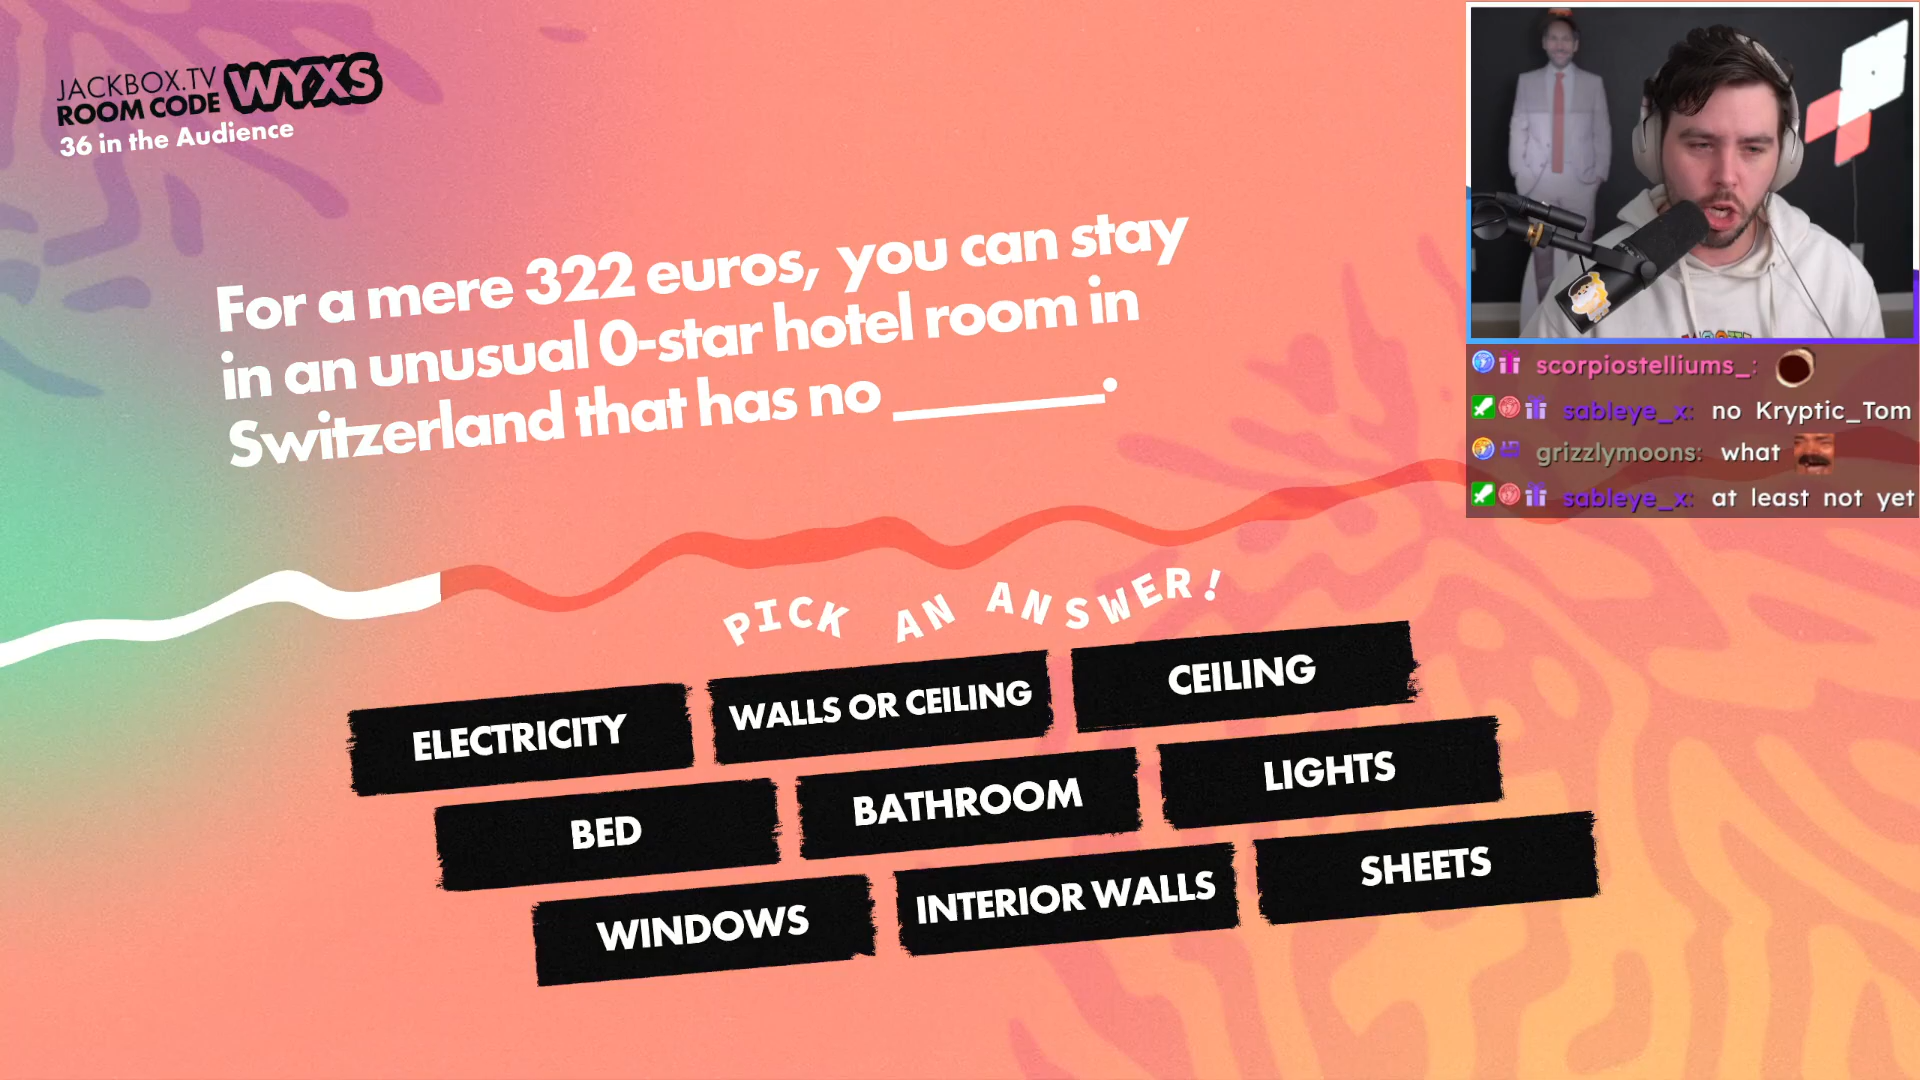 JACKBOX.TV
ROOM CODE WYXS
36 in the Audience
For a mere 322 euros, you can stay
in an unusual 0-star hotel room in
Switzerland that has no ________.
PICK AN ANSWER!
ELECTRICITY
WALLS OR CEILING
CEILING
BED
BATHROOM
LIGHTS
WINDOWS
INTERIOR WALLS
SHEETS
scorpiostelliums_:
sableye_x: no Kryptic_Tom
grizzlymoons: what
sableye_x: at least not yet